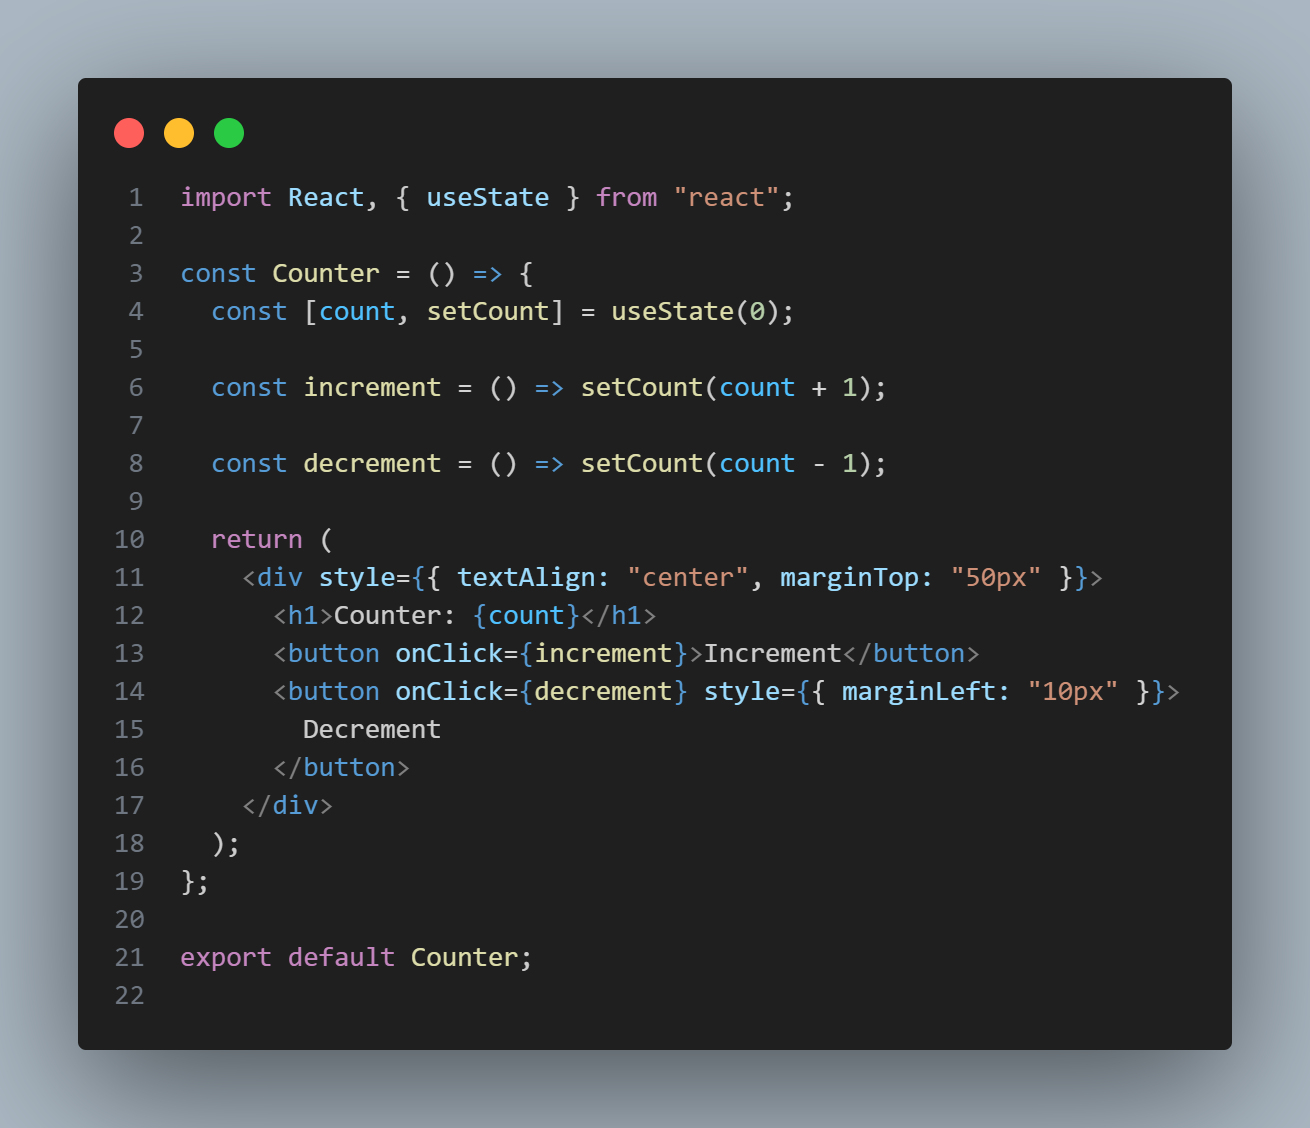 1 import React, { useState } from "react";
2
3 const Counter = () => {
4   const [count, setCount] = useState(0);
5
6   const increment = () => setCount(count + 1);
7
8   const decrement = () => setCount(count - 1);
9
10   return (
11     <div style={{ textAlign: "center", marginTop: "50px" }}>
12       <h1>Counter: {count}</h1>
13       <button onClick={increment}>Increment</button>
14       <button onClick={decrement} style={{ marginLeft: "10px" }}>
15         Decrement
16       </button>
17     </div>
18   );
19 };
20
21 export default Counter;
22